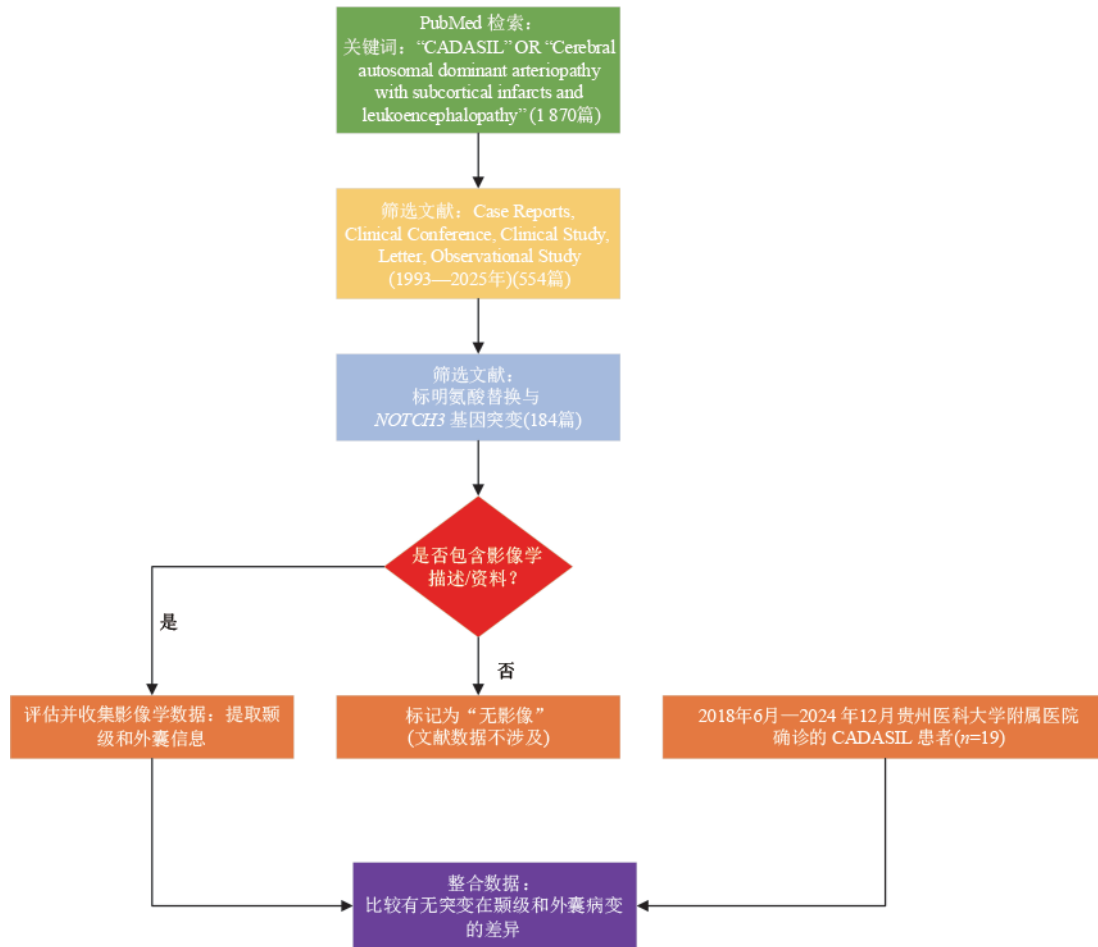 PubMed 检索：
关键词：“CADASIL” OR “Cerebral
autosomal dominant arteriopathy
with subcortical infarcts and
leukoencephalopathy” (1 870篇)
筛选文献：Case Reports,
Clinical Conference, Clinical Study,
Letter, Observational Study
(1993—2025年)(554篇)
筛选文献：
标明氨酸替换与
NOTCH3 基因突变(184篇)
是否包含影像学
描述/资料？
是
否
评估并收集影像学数据：提取颞
级和外囊信息
标记为“无影像”
(文献数据不涉及)
2018年6月—2024 年12月贵州医科大学附属医院
确诊的 CADASIL 患者(n=19)
整合数据：
比较有无突变在颞级和外囊病变
的差异